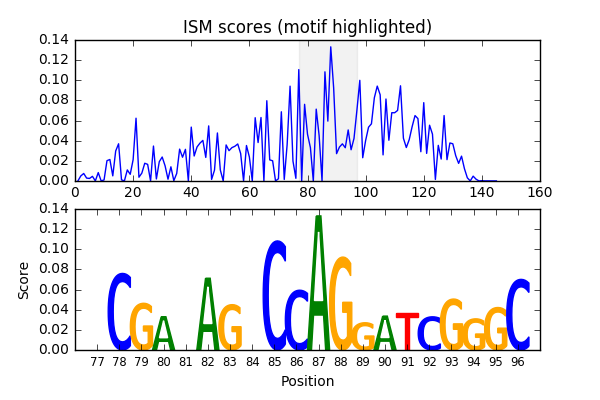 ISM scores (motif highlighted)
0.14
0.12
0.10
0.08
0.06
0.04
0.02
0.00
0 20 40 60 80 100 120 140 160
0.14
0.12
0.10
0.08
0.06
0.04
0.02
0.00
Score
CGA AG CCAGGATCGGGC
77 78 79 80 81 82 83 84 85 86 87 88 89 90 91 92 93 94 95 96
Position